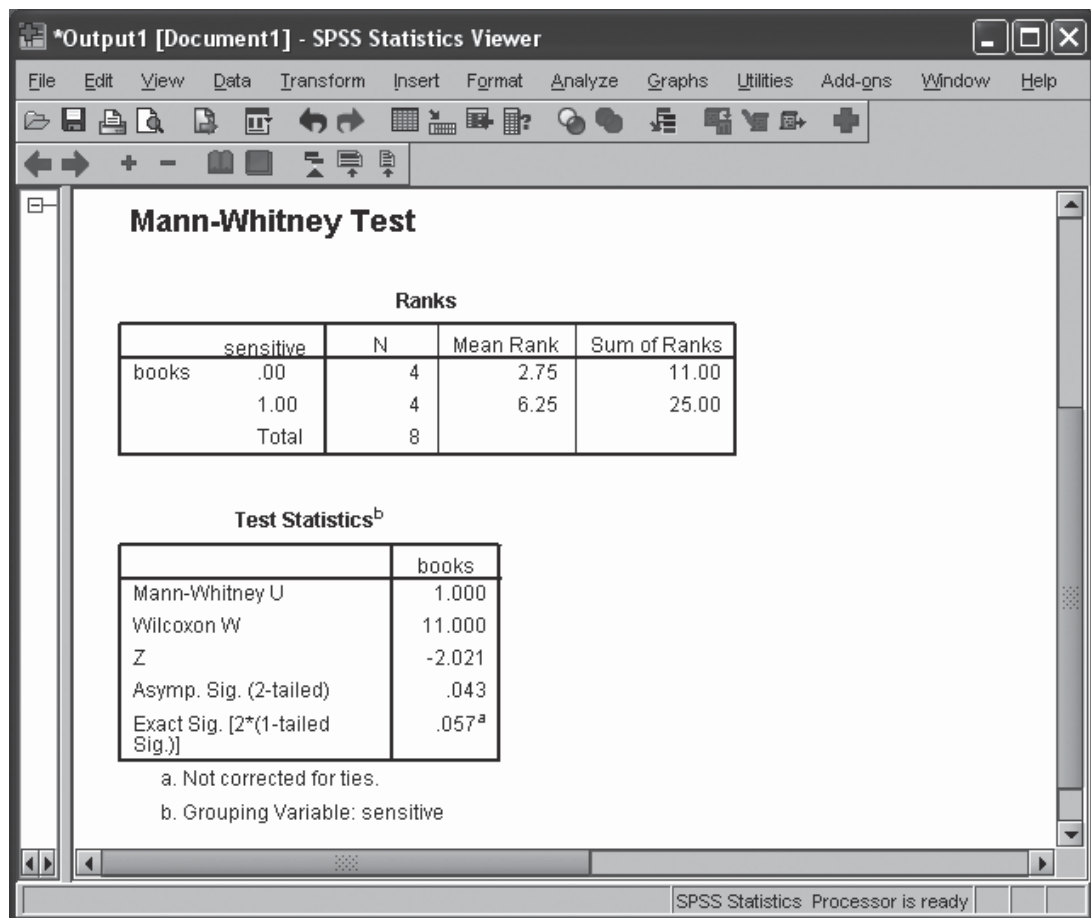 *Output1 [Document1] - SPSS Statistics Viewer
File Edit View Data Transform Insert Format Analyze Graphs Utilities Add-ons Window Help
Mann-Whitney Test
Ranks
sensitive N Mean Rank Sum of Ranks
books .00 4 2.75 11.00
1.00 4 6.25 25.00
Total 8
Test Statisticsb
books
Mann-Whitney U 1.000
Wilcoxon W 11.000
Z -2.021
Asymp. Sig. (2-tailed) .043
Exact Sig. [2*(1-tailed .057a
Sig.)]
a. Not corrected for ties.
b. Grouping Variable: sensitive
SPSS Statistics Processor is ready